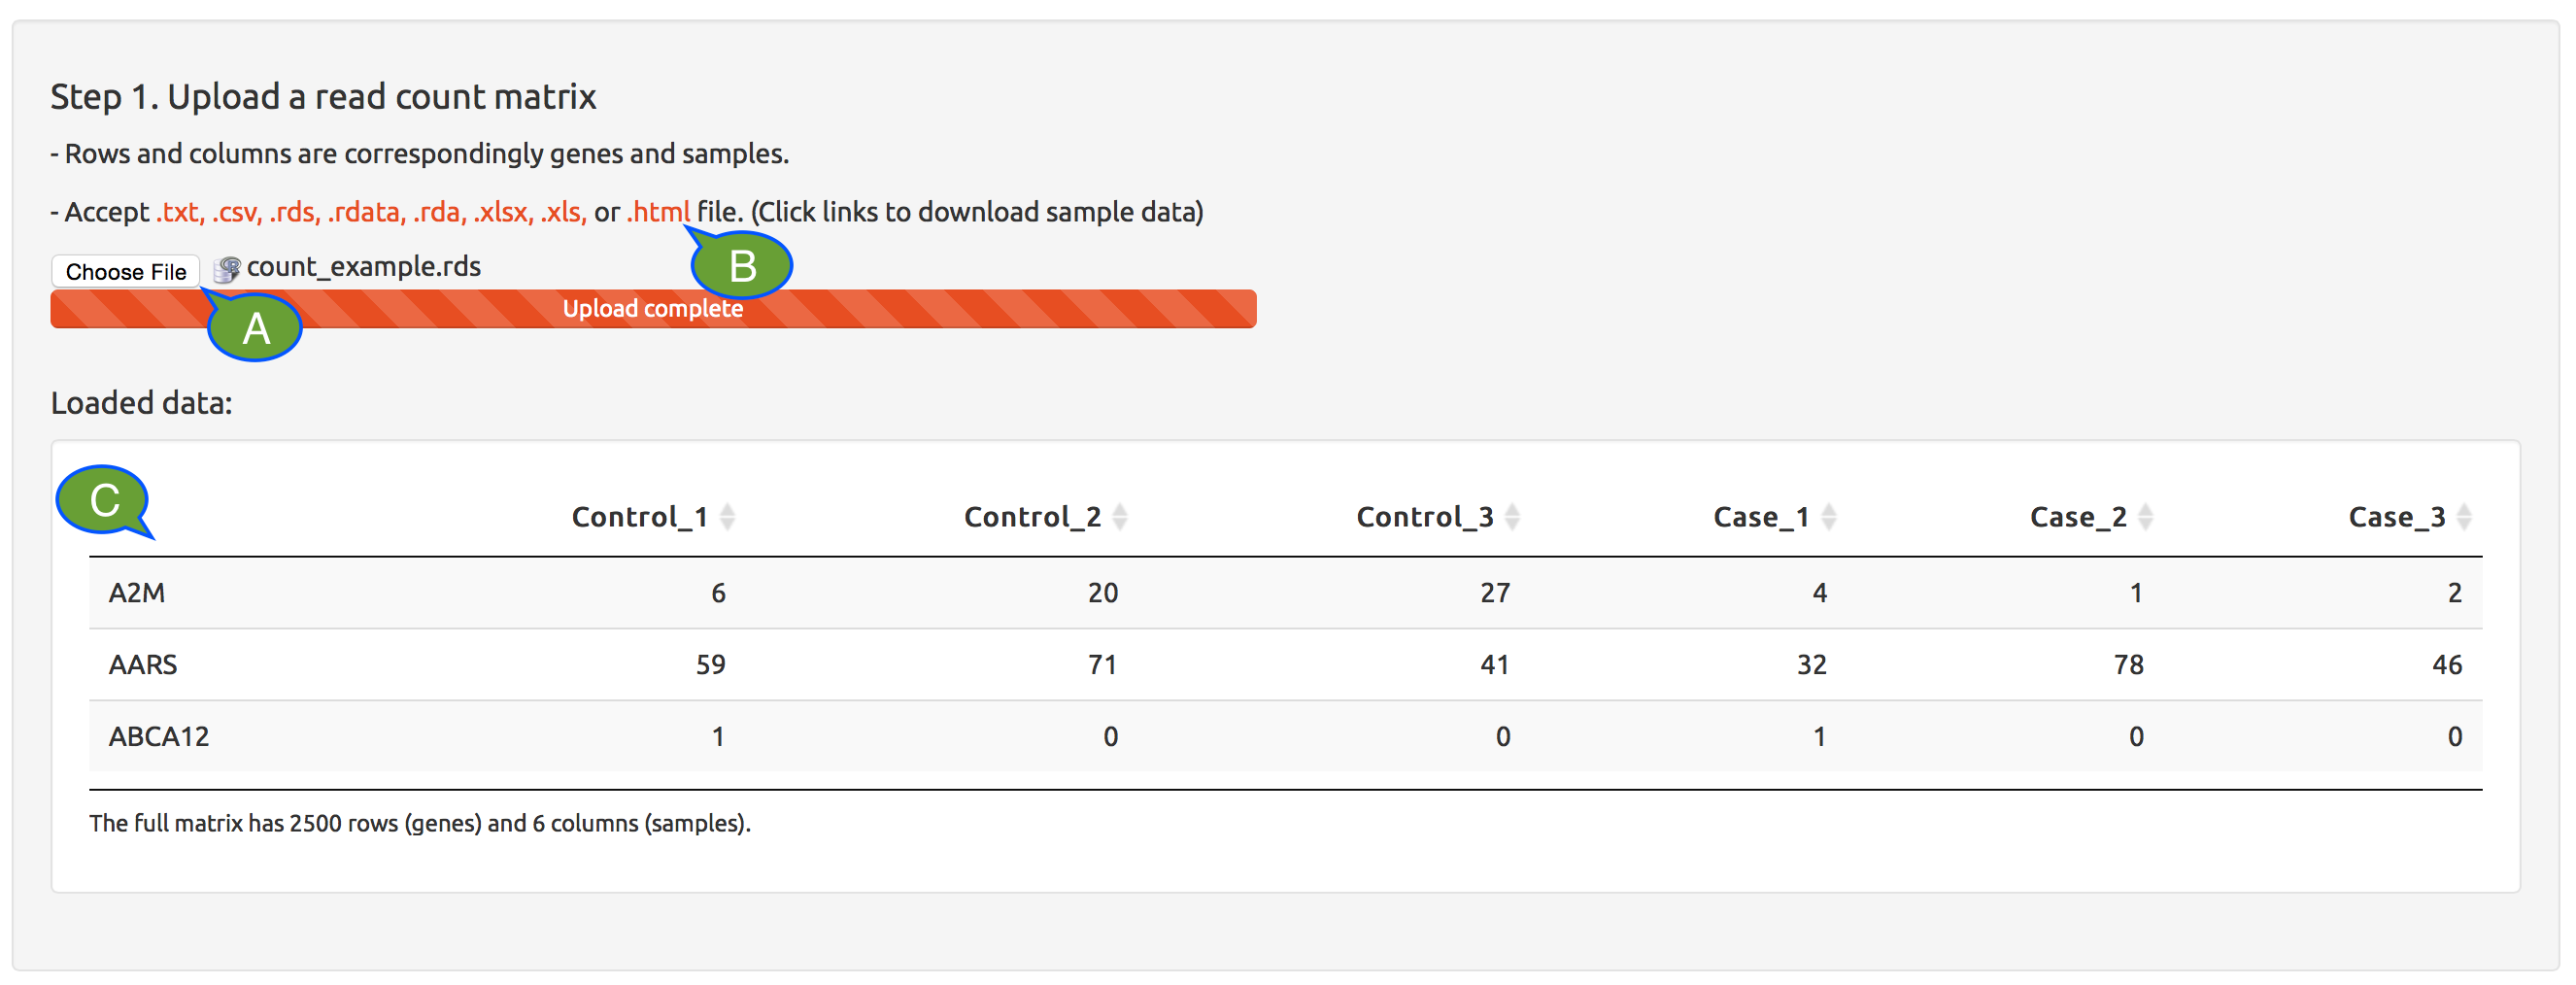 Step 1. Upload a read count matrix
- Rows and columns are correspondingly genes and samples.
- Accept .txt, .csv, .rds, .rdata, .rda, .xlsx, .xls, or .html file. (Click links to download sample data)
B
Choose File count_example.rds
Upload complete
A
Loaded data:
C
Control_1 Control_2 Control_3 Case_1 Case_2 Case_3
A2M 6 20 27 4 1 2
AARS 59 71 41 32 78 46
ABCA12 1 0 0 1 0 0
The full matrix has 2500 rows (genes) and 6 columns (samples).